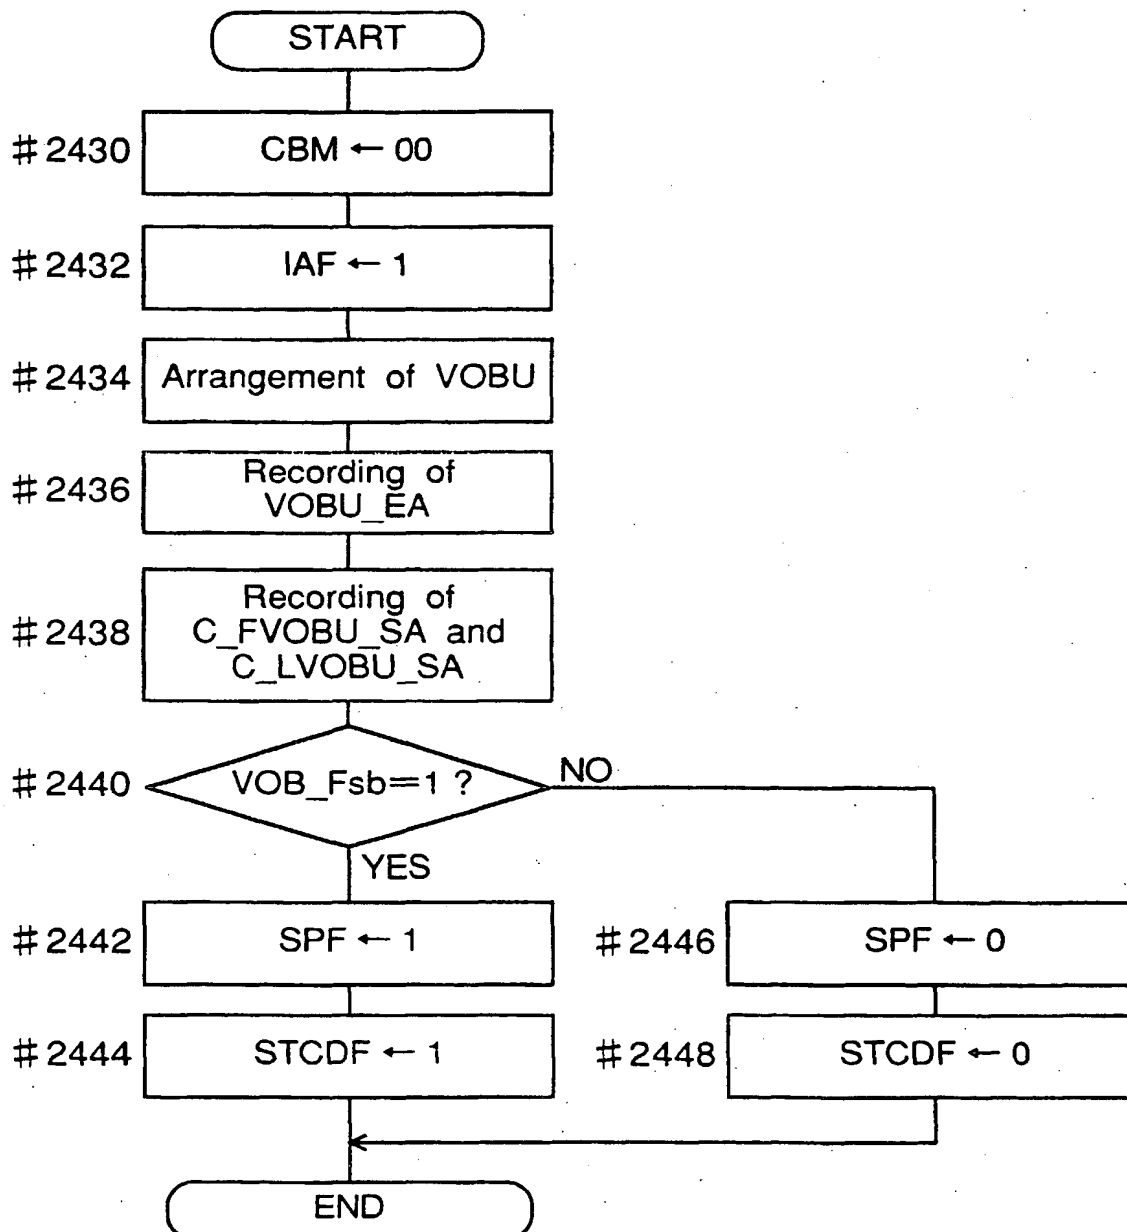 START
#2430
CBM ← 00
#2432
IAF ← 1
#2434
Arrangement of VOBU
#2436
Recording of
VOBU_EA
#2438
Recording of
C_FVOBU_SA and
C_LVOBU_SA
#2440
VOB_Fsb=1 ?
NO
YES
#2442
SPF ← 1
#2446
SPF ← 0
#2444
STCDF ← 1
#2448
STCDF ← 0
END